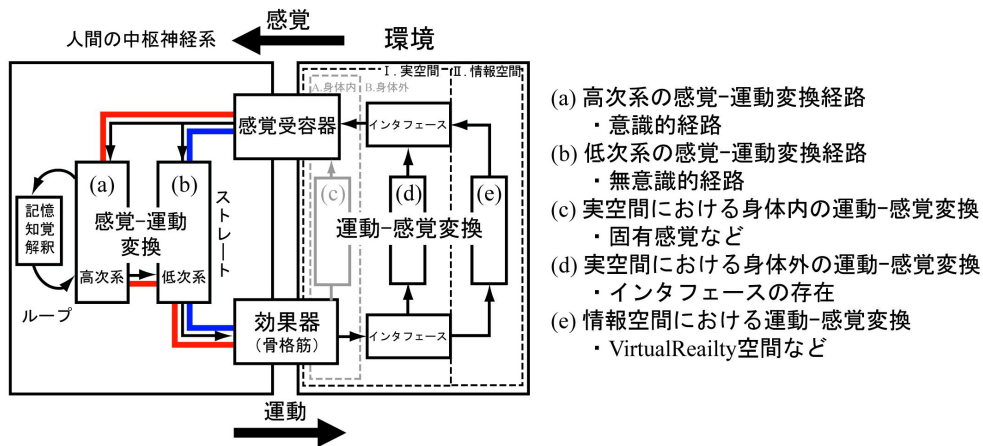 感覚
人間の中枢神経系
環境
Ⅰ.実空間
Ⅱ.情報空間
A.身体内
B.身体外
感覚受容器
インタフェース
(a)
(b)
(c)
(d)
(e)
記憶
知覚
解釈
感覚−運動
変換
ストレート
運動−感覚変換
高次系
低次系
ループ
効果器
(骨格筋)
インタフェース
運動
(a) 高次系の感覚−運動変換経路
・意識的経路
(b) 低次系の感覚−運動変換経路
・無意識的経路
(c) 実空間における身体内の運動−感覚変換
・固有感覚など
(d) 実空間における身体外の運動−感覚変換
・インタフェースの存在
(e) 情報空間における運動−感覚変換
・VirtualReailty空間など